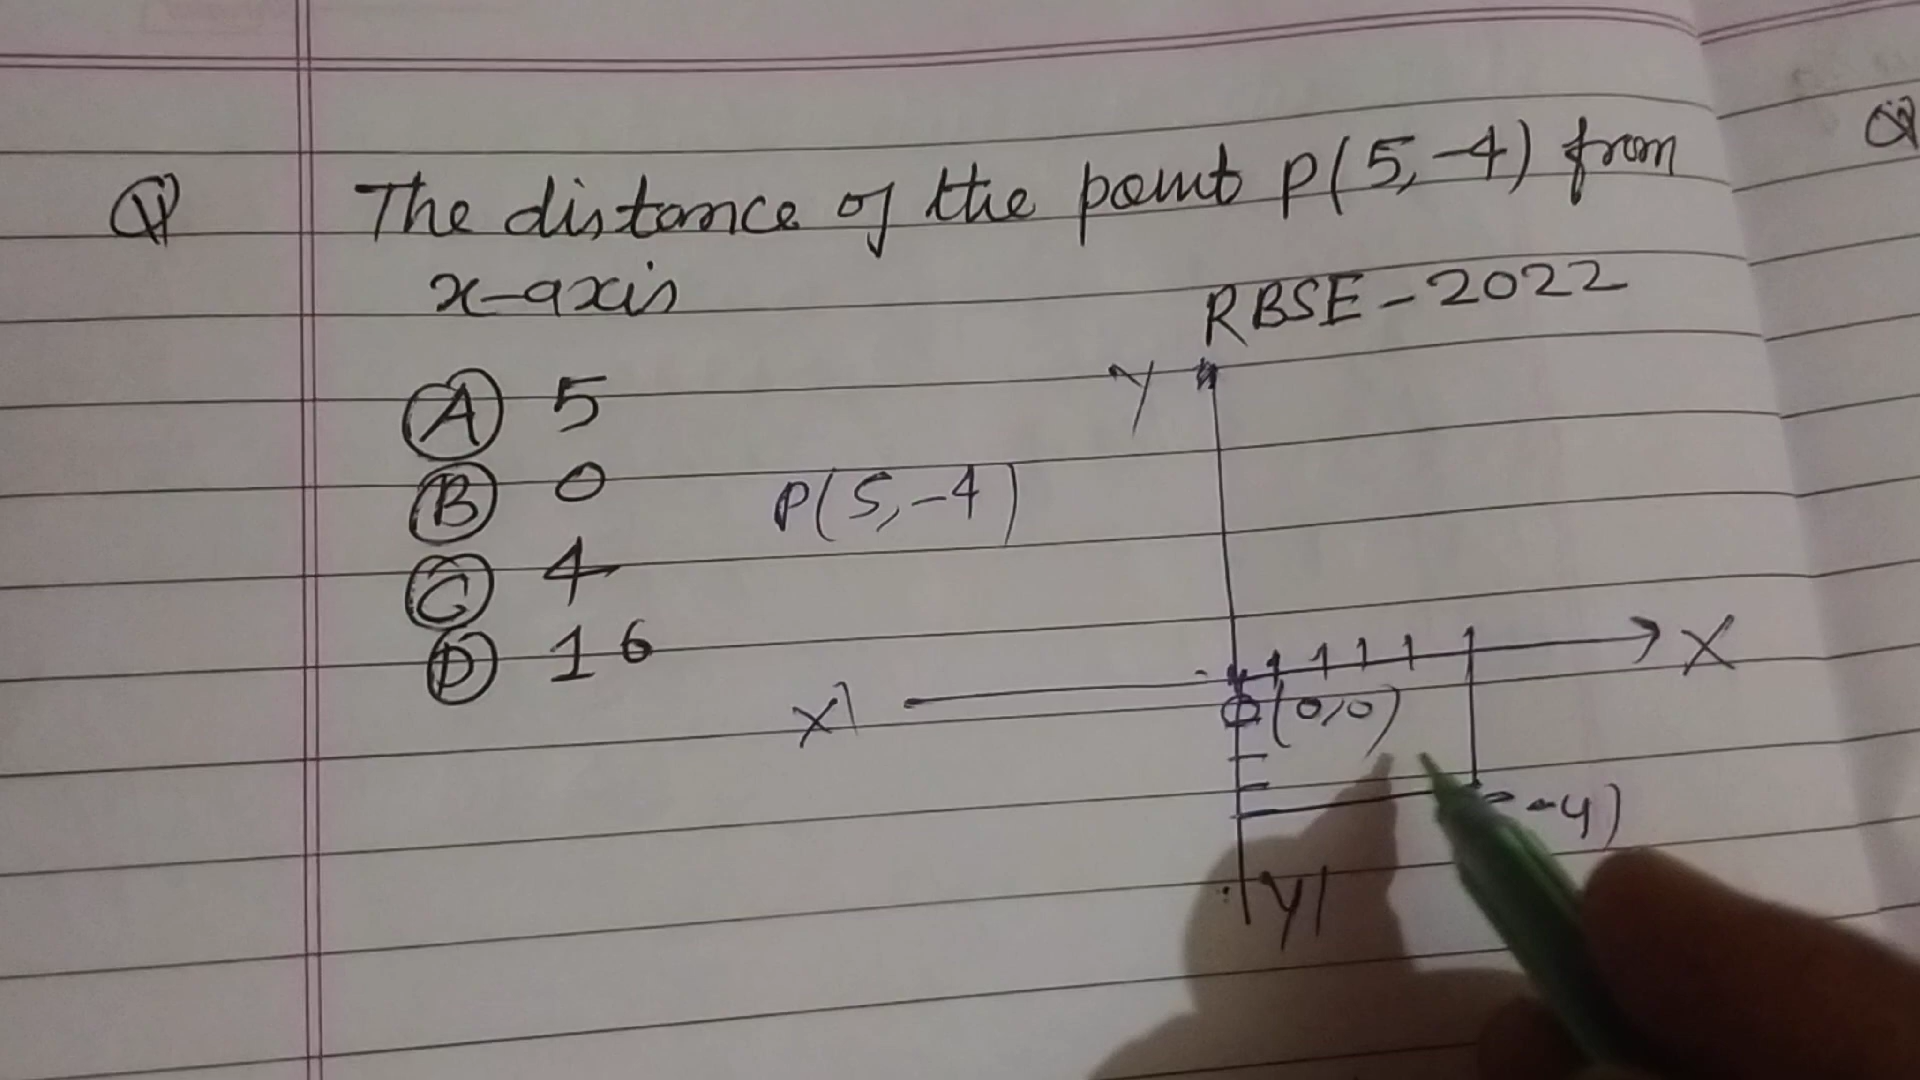 Q The distance of the point P(5,-4) from
x-axis
RBSE-2022
A 5
B 0
C 4
D 16
P(5,-4)
Y
X
X'
O(0,0)
-4)
Y'
Q